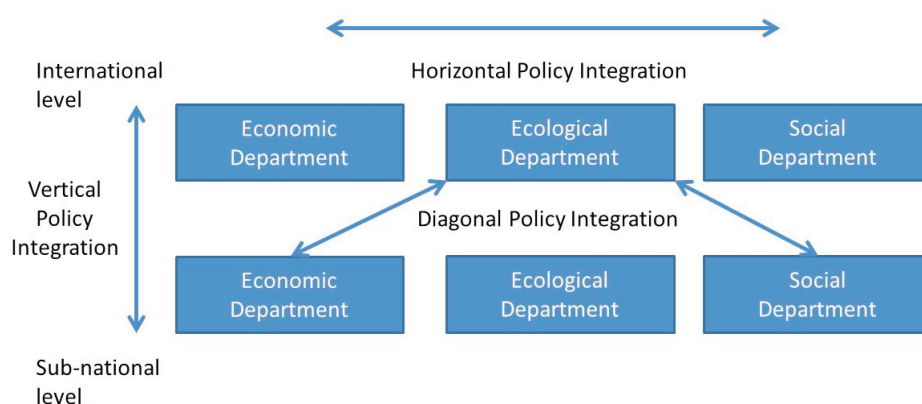 International
level
Horizontal Policy Integration
Economic
Department
Ecological
Department
Social
Department
Vertical
Policy
Integration
Diagonal Policy Integration
Economic
Department
Ecological
Department
Social
Department
Sub-national
level